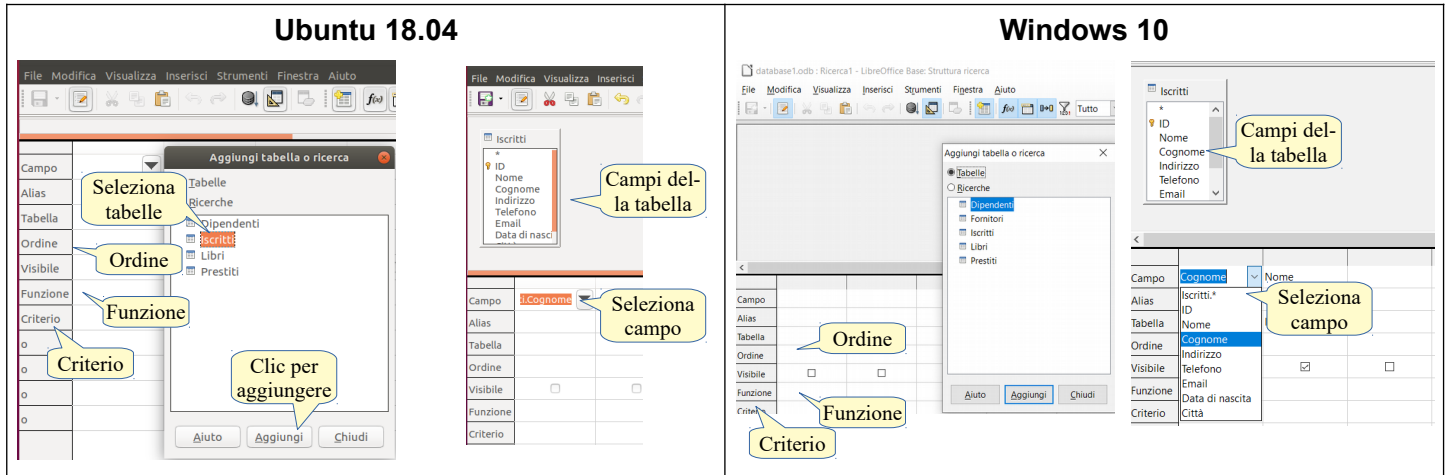 Ubuntu 18.04
File Modifica Visualizza Inserisci Strumenti Finestra Aiuto
f(x)
Campo
Alias
Tabella
Ordine
Visibile
Funzione
Criterio
o
o
o
o
Aggiungi tabella o ricerca
Tabelle
Ricerche
Dipendenti
Iscritti
Libri
Prestiti
Aiuto
Aggiungi
Chiudi
Seleziona
tabelle
Ordine
Funzione
Criterio
Clic per
aggiungere
File Modifica Visualizza Inserisci
Iscritti
*
ID
Nome
Cognome
Indirizzo
Telefono
Email
Data di nasci
Campi del-
la tabella
Campo
i.Cognome
Alias
Tabella
Ordine
Visibile
Funzione
Criterio
Seleziona
campo
Windows 10
database1.odb : Ricerca1 - LibreOffice Base: Struttura ricerca
File Modifica Visualizza Inserisci Strumenti Finestra Aiuto
f(x)
Tutto
Aggiungi tabella o ricerca
Tabelle
Ricerche
Dipendenti
Fornitori
Iscritti
Libri
Prestiti
Aiuto
Aggiungi
Chiudi
Campo
Alias
Tabella
Ordine
Visibile
Funzione
Ordine
Funzione
Criterio
Iscritti
*
ID
Nome
Cognome
Indirizzo
Telefono
Email
Campi del-
la tabella
Campo
Cognome
Nome
Alias
Tabella
Ordine
Visibile
Funzione
Criterio
Iscritti.*
ID
Nome
Cognome
Indirizzo
Telefono
Email
Data di nascita
Città
Seleziona
campo